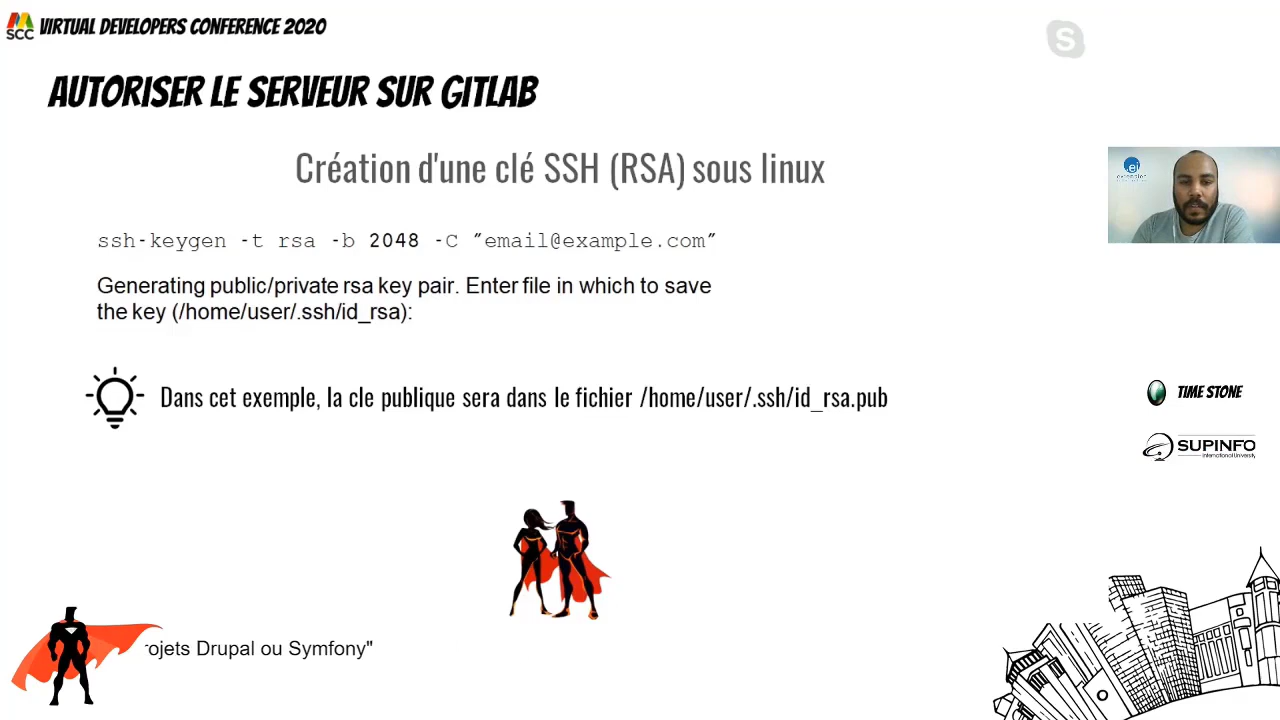 SCC
VIRTUAL DEVELOPERS CONFERENCE 2020
S
AUTORISER LE SERVEUR SUR GITLAB
Création d'une clé SSH (RSA) sous linux
ssh-keygen -t rsa -b 2048 -C "email@example.com"
Generating public/private rsa key pair. Enter file in which to save
the key (/home/user/.ssh/id_rsa):
Dans cet exemple, la cle publique sera dans le fichier /home/user/.ssh/id_rsa.pub
TIME STONE
SUPINFO
International University
ojets Drupal ou Symfony"